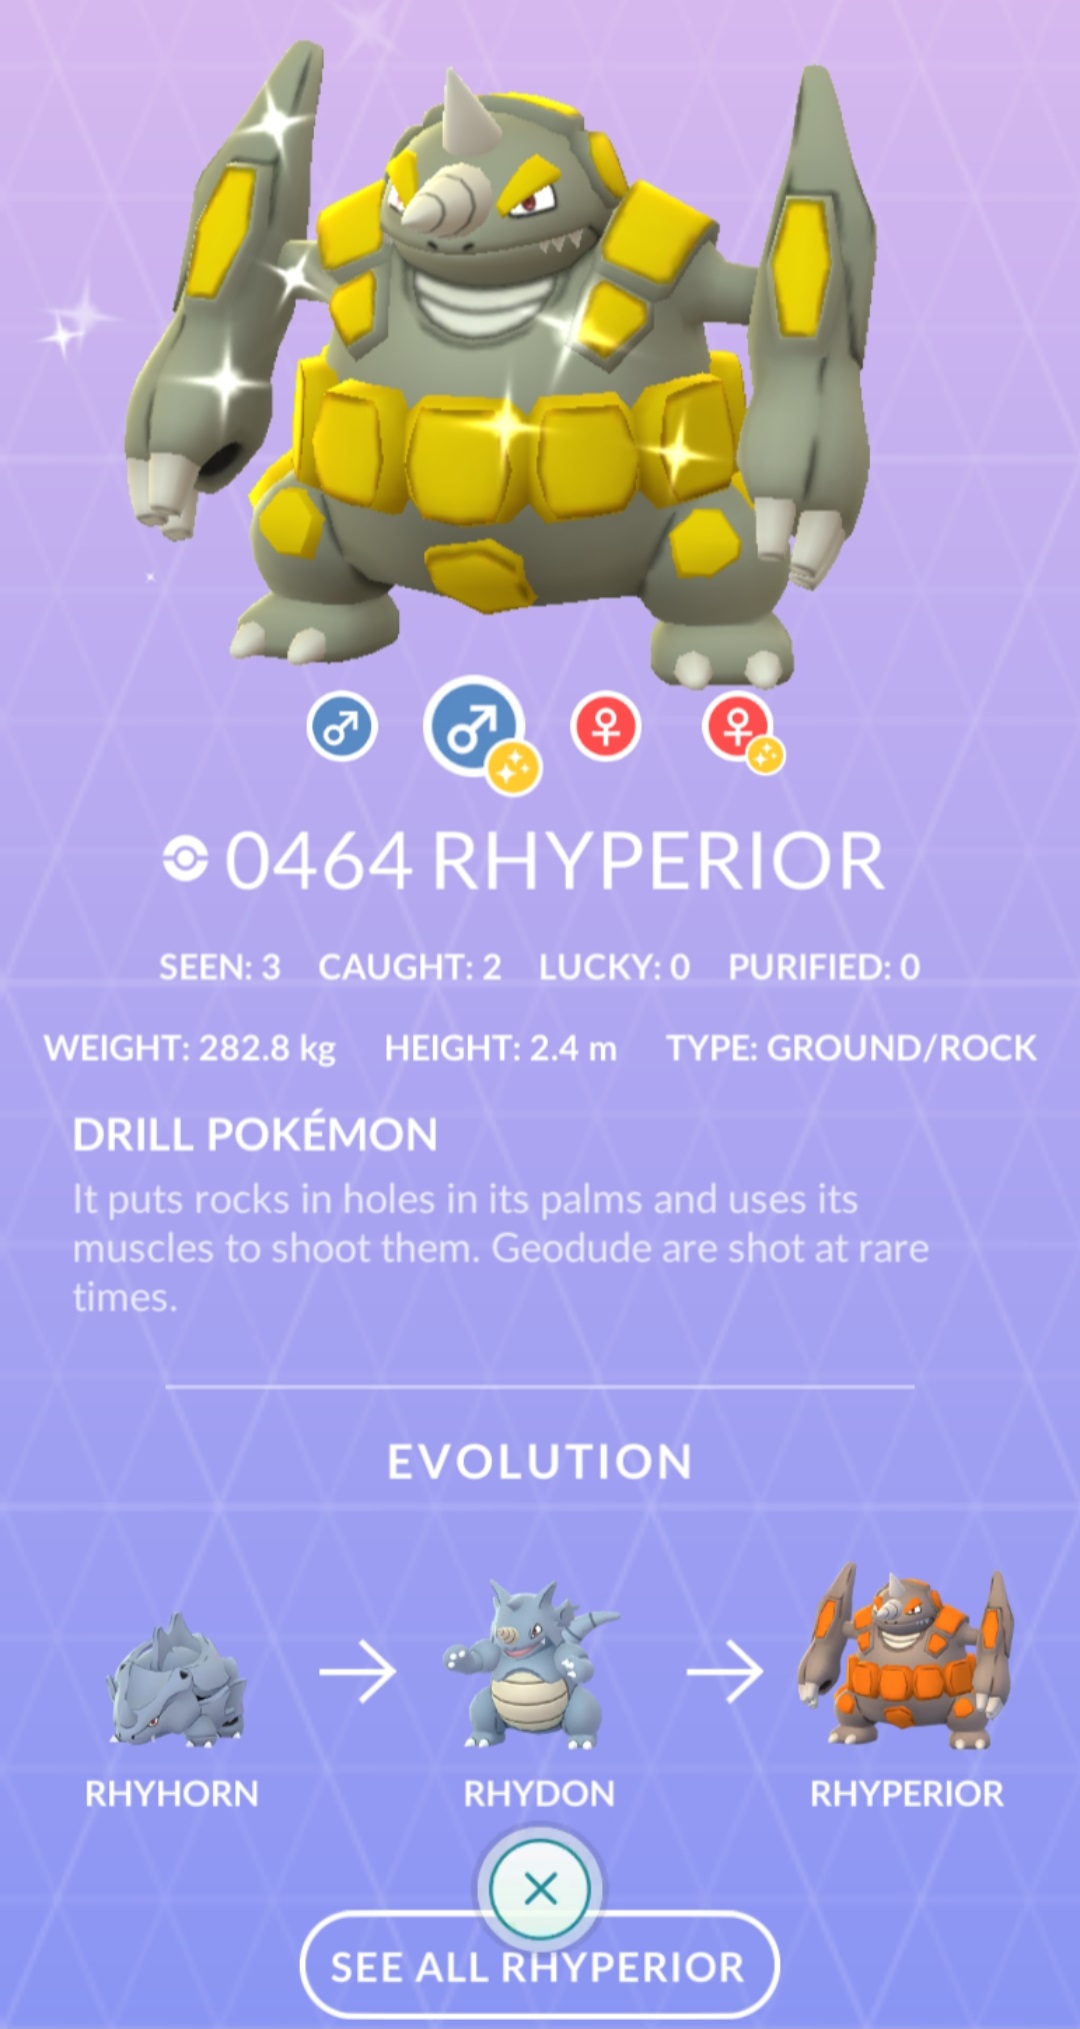 0464 RHYPERIOR
SEEN: 3 CAUGHT: 2 LUCKY: 0 PURIFIED: 0
WEIGHT: 282.8 kg HEIGHT: 2.4 m TYPE: GROUND/ROCK
DRILL POKÉMON
It puts rocks in holes in its palms and uses its
muscles to shoot them. Geodude are shot at rare
times.
EVOLUTION
RHYHORN RHYDON RHYPERIOR
SEE ALL RHYPERIOR